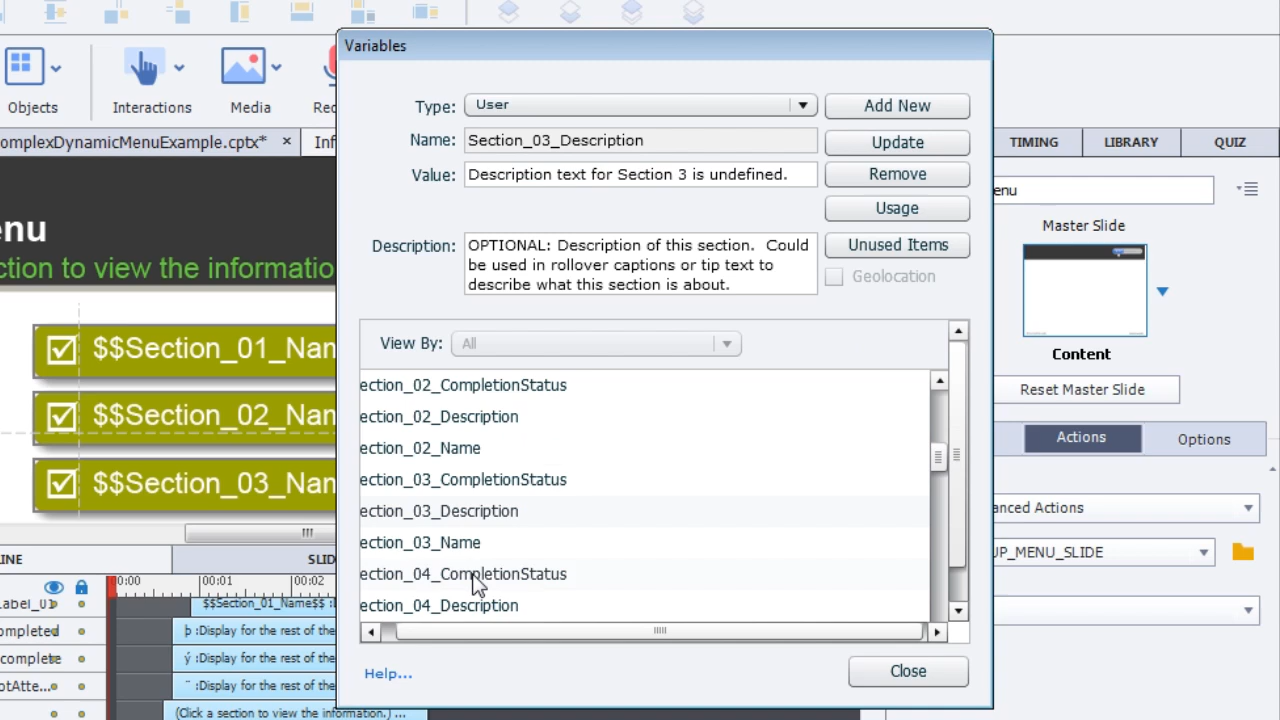 Variables
Objects
Interactions
Media
Type:
User
Add New
omplexDynamicMenuExample.cptx*
×
Inf
Name:
Section_03_Description
Update
TIMING
LIBRARY
QUIZ
Value:
Description text for Section 3 is undefined.
Remove
enu
Usage
Master Slide
enu
ction to view the informatio
Description:
OPTIONAL: Description of this section. Could
be used in rollover captions or tip text to
describe what this section is about.
Unused Items
Geolocation
View By:
All
$$Section_01_Nam
$$Section_02_Nam
$$Section_03_Nam
Content
Reset Master Slide
Actions
Options
ection_02_CompletionStatus
ection_02_Description
ection_02_Name
ection_03_CompletionStatus
ection_03_Description
ection_03_Name
ection_04_CompletionStatus
ection_04_Description
nced Actions
UP_MENU_SLIDE
INE
SLID
00:00
00:01
00:02
$$Section_01_Name$$ :
ompleted
þ :Display for the rest of the
complete
ý :Display for the rest of the
otAtte...
¨ :Display for the rest of the
(Click a section to view the information.) ...
Help...
Close